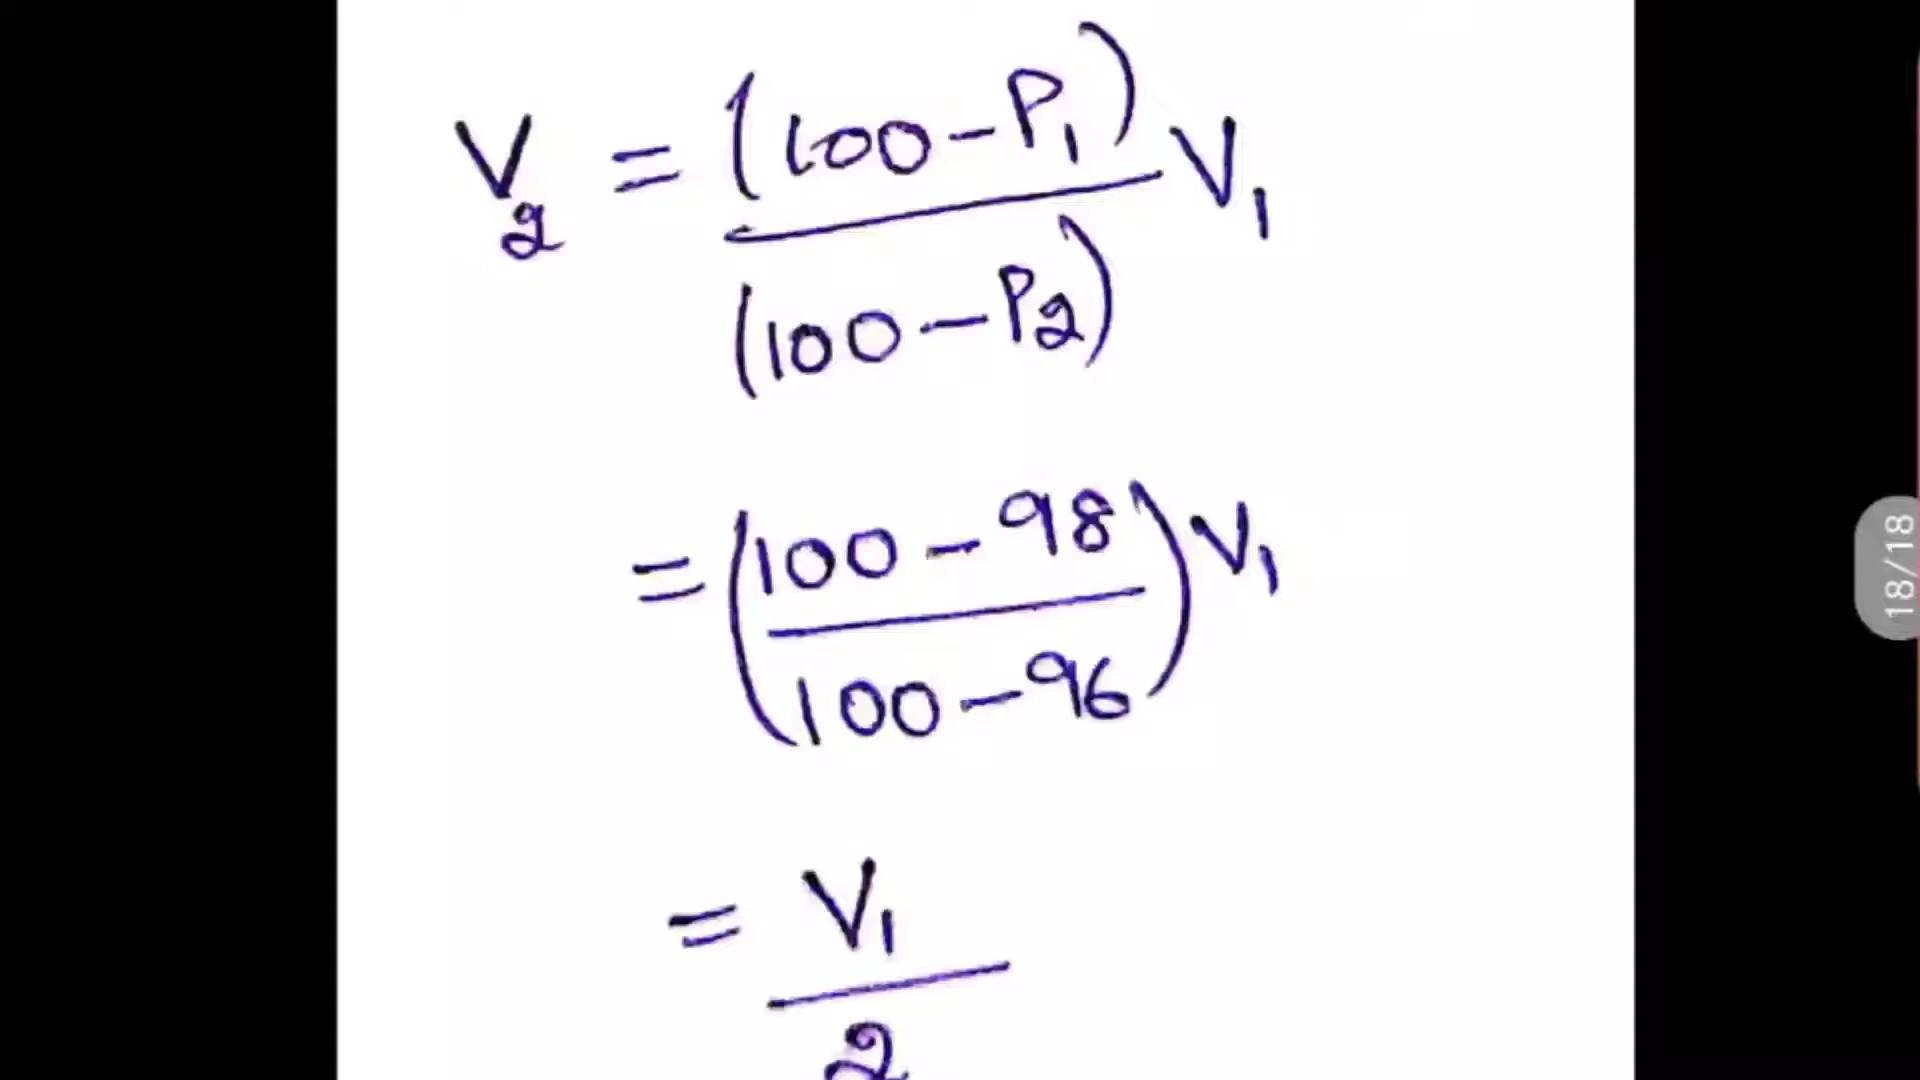 V₂ = (100 - P₁) / (100 - P₂) V₁
= (100 - 98 / 100 - 96) V₁
= V₁ / 2
18/18